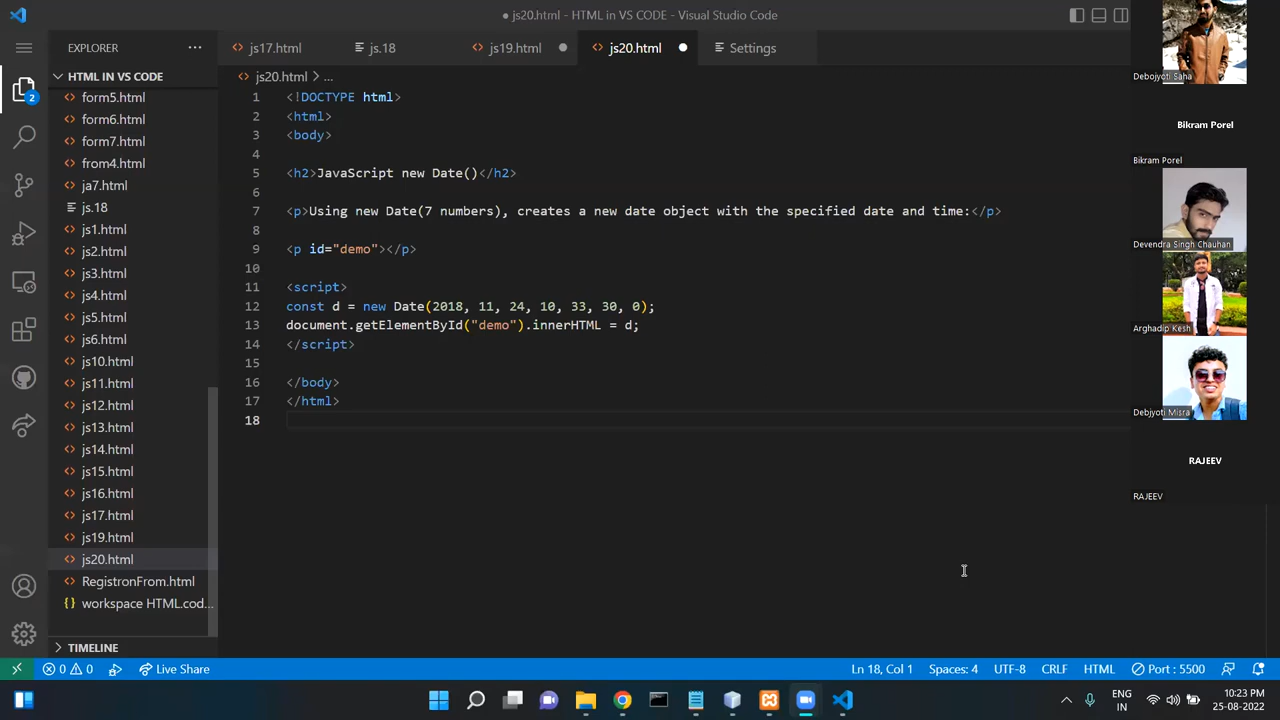 js20.html - HTML in VS CODE - Visual Studio Code
EXPLORER
js17.html
js.18
js19.html
js20.html
Settings
HTML IN VS CODE
js20.html > ...
form5.html
form6.html
form7.html
from4.html
ja7.html
js.18
js1.html
js2.html
js3.html
js4.html
js5.html
js6.html
js10.html
js11.html
js12.html
js13.html
js14.html
js15.html
js16.html
js17.html
js19.html
js20.html
RegistronFrom.html
{} workspace HTML.cod...
TIMELINE
1 <!DOCTYPE html>
2 <html>
3 <body>
4
5 <h2>JavaScript new Date()</h2>
6
7 <p>Using new Date(7 numbers), creates a new date object with the specified date and time:</p>
8
9 <p id="demo"></p>
10
11 <script>
12 const d = new Date(2018, 11, 24, 10, 33, 30, 0);
13 document.getElementById("demo").innerHTML = d;
14 </script>
15
16 </body>
17 </html>
18
Debojyoti Saha
Bikram Porel
Bikram Porel
Devendra Singh Chauhan
Arghadip Kesh
Debjyoti Misra
RAJEEV
RAJEEV
2
0 0
Live Share
Ln 18, Col 1
Spaces: 4
UTF-8
CRLF
HTML
Port : 5500
ENG
IN
10:23 PM
25-08-2022